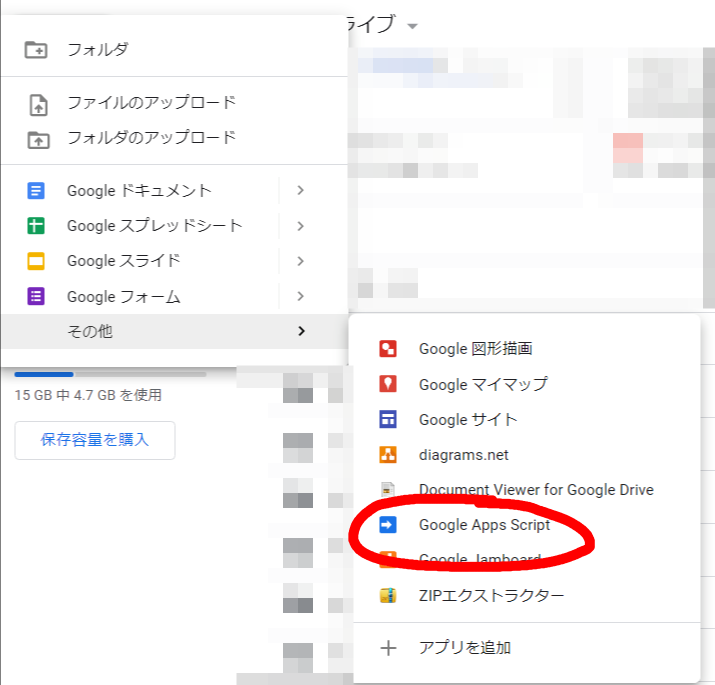 ライブ
フォルダ
ファイルのアップロード
フォルダのアップロード
Google ドキュメント
Google スプレッドシート
Google スライド
Google フォーム
その他
15 GB 中 4.7 GB を使用
保存容量を購入
Google 図形描画
Google マイマップ
Google サイト
diagrams.net
Document Viewer for Google Drive
Google Apps Script
Google Jamboard
ZIPエクストラクター
アプリを追加